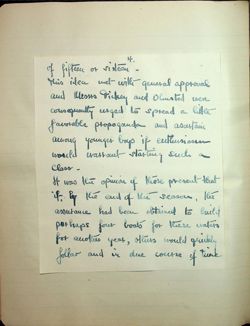 4.
of fifteen or sixteen -
This idea met with general approval
and Messrs Dickey and Olmsted were
consequently urged to spread a little
favorable propaganda and ascertain
among younger boys if enthusiasm
would warrant starting such a
class -
It was the opinion of those present that
if, by the end of the season, the
assurance had been obtained to build
perhaps four boats for these waters
for another year, others would quickly
follow and in due course of time